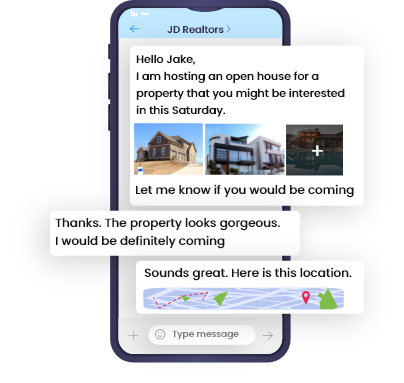 JD Realtors
Hello Jake,
I am hosting an open house for a
property that you might be interested
in this Saturday.
Let me know if you would be coming
Thanks. The property looks gorgeous.
I would be definitely coming
Sounds great. Here is this location.
Type message